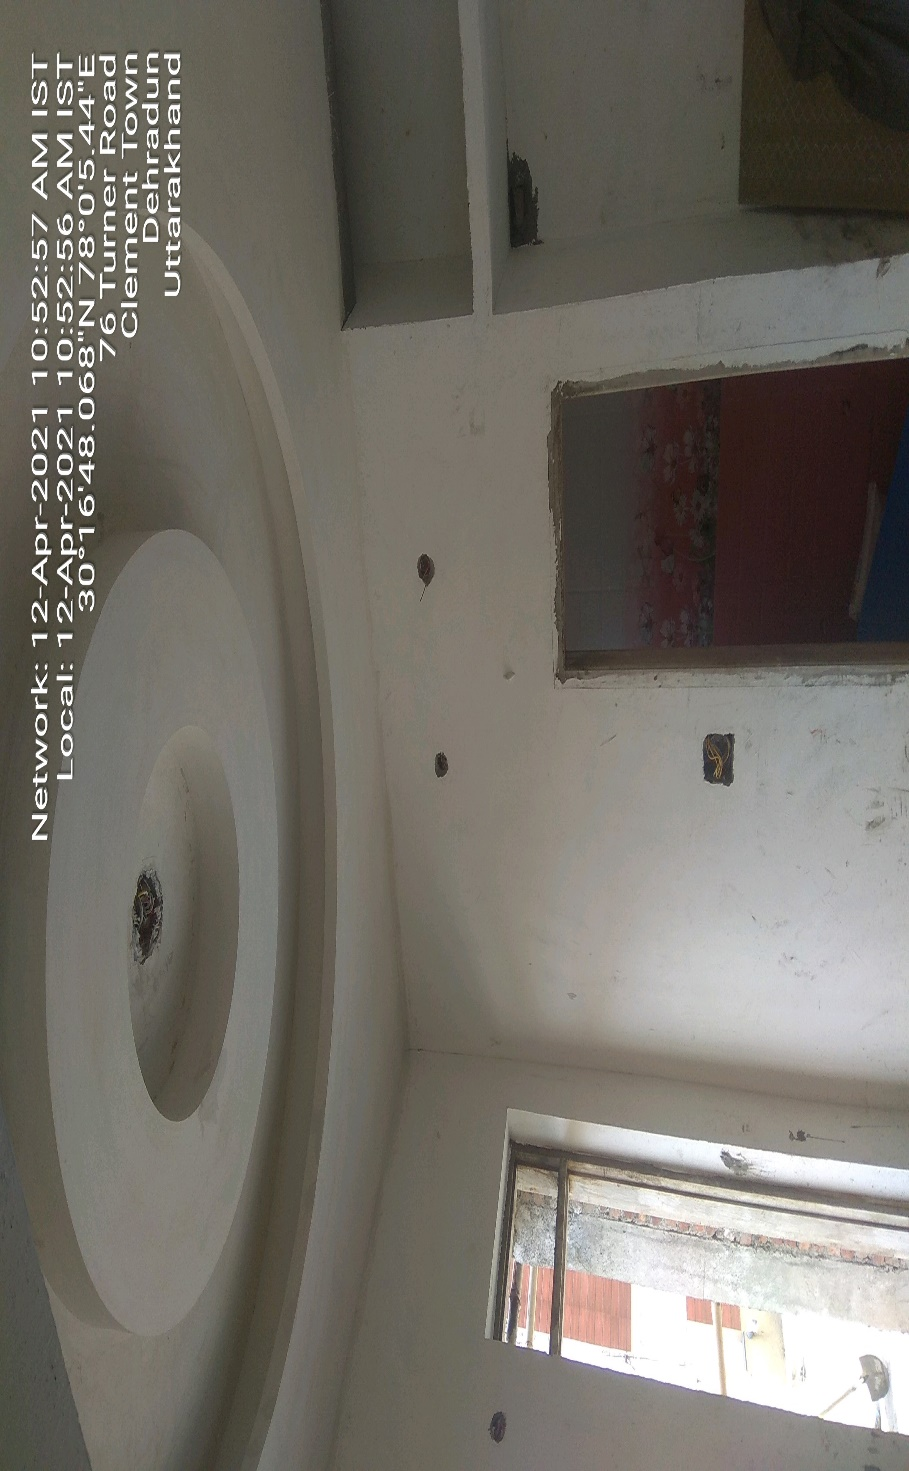 Network: 12-Apr-2021 10:52:57 AM IST
Local: 12-Apr-2021 10:52:56 AM IST
30°16'48.068"N 78°0'5.44"E
76 Turner Road
Clement Town
Dehradun
Uttarakhand